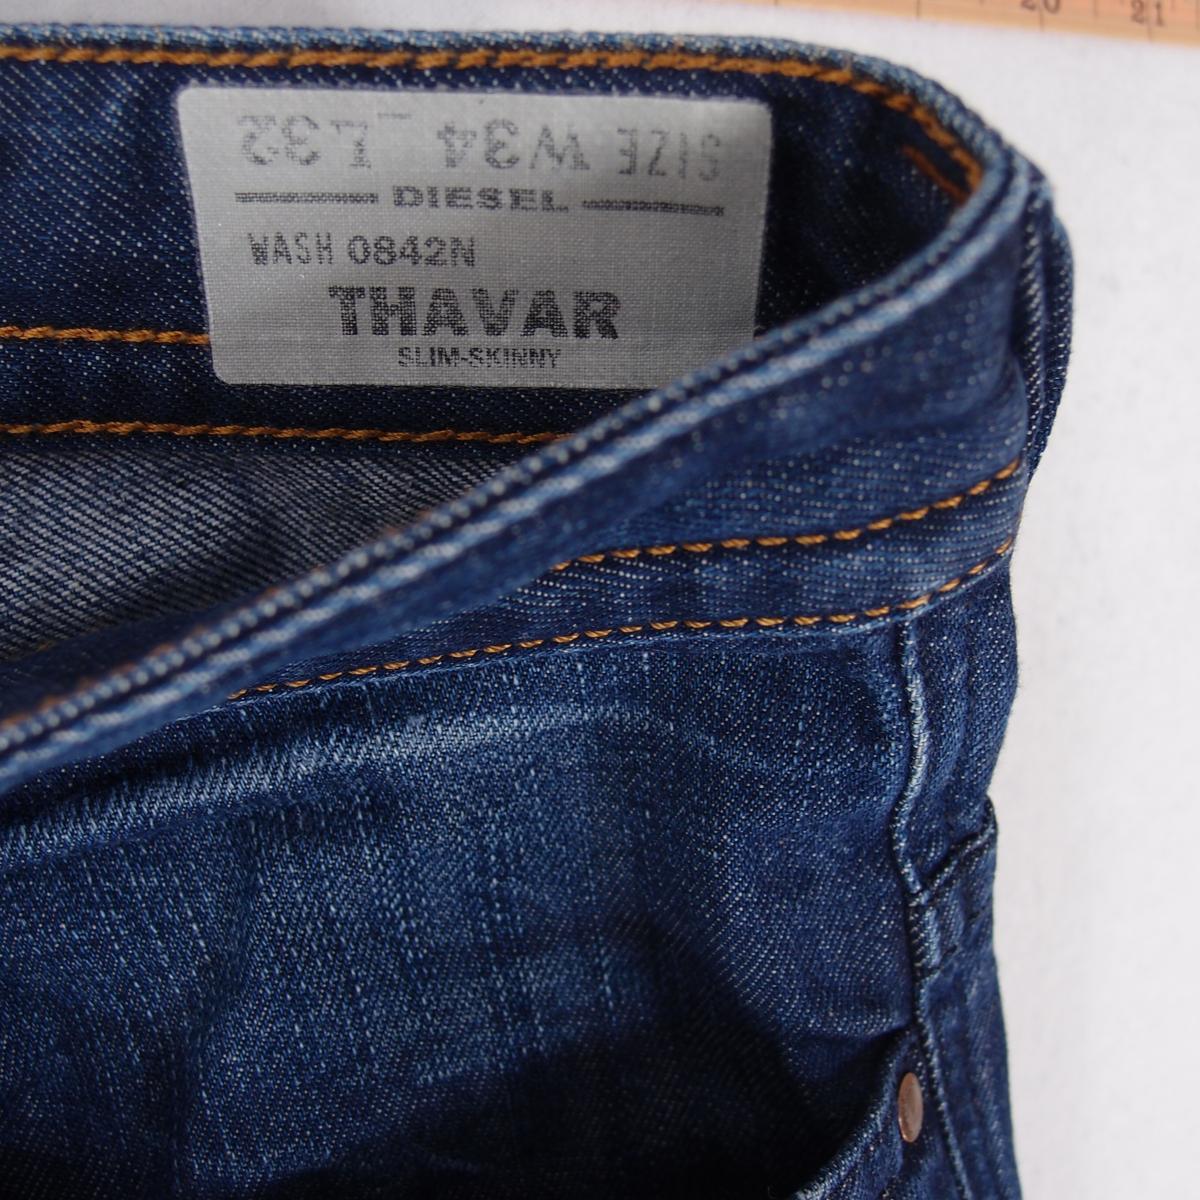 20 21
SIZE W34 L32
DIESEL
WASH 0842N
THAVAR
SLIM-SKINNY